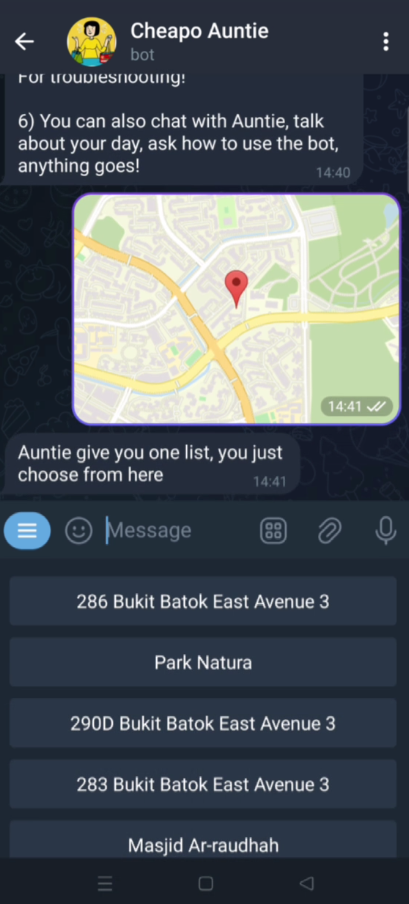 Cheapo Auntie
bot
For troubleshooting!
6) You can also chat with Auntie, talk
about your day, ask how to use the bot,
anything goes!
14:40
14:41
Auntie give you one list, you just
choose from here
14:41
Message
286 Bukit Batok East Avenue 3
Park Natura
290D Bukit Batok East Avenue 3
283 Bukit Batok East Avenue 3
Masjid Ar-raudhah